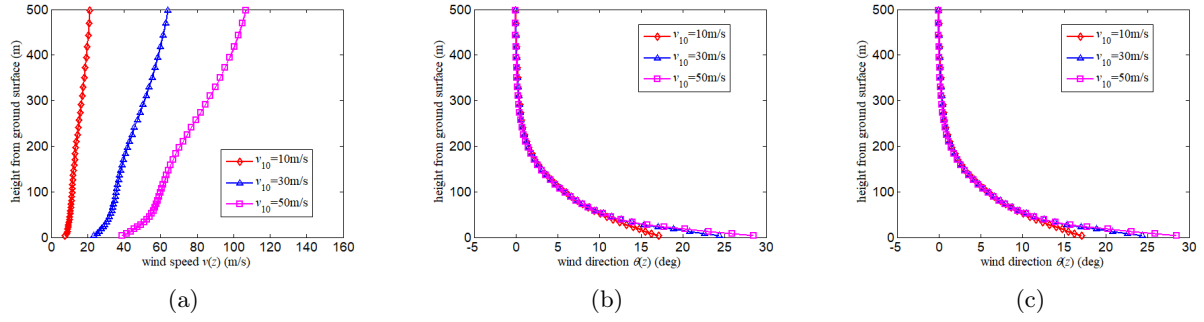 500
400
300
200
100
0
height from ground surface (m)
v10=10m/s
v10=30m/s
v10=50m/s
0 20 40 60 80 100 120 140 160
wind speed v(z) (m/s)
(a)
500
400
300
200
100
0
height from ground surface (m)
v10=10m/s
v10=30m/s
v10=50m/s
-5 0 5 10 15 20 25 30
wind direction θ(z) (deg)
(b)
500
400
300
200
100
0
height from ground surface (m)
v10=10m/s
v10=30m/s
v10=50m/s
-5 0 5 10 15 20 25 30
wind direction θ(z) (deg)
(c)